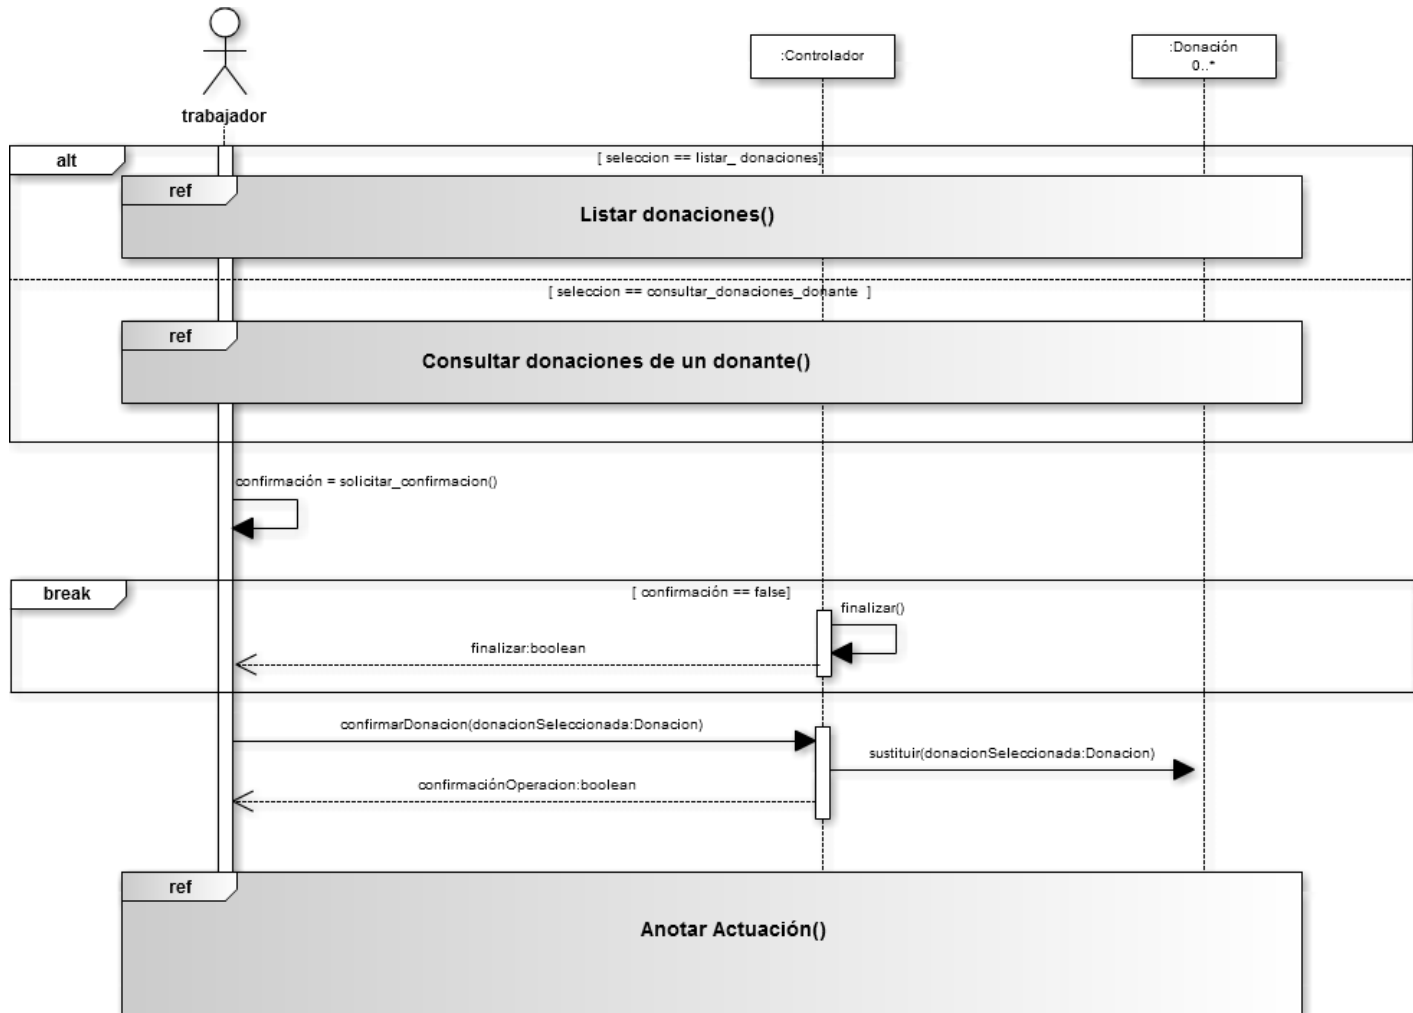 :Controlador
:Donación
0..*
trabajador
alt
[ seleccion == listar_ donaciones]
ref
Listar donaciones()
[ seleccion == consultar_donaciones_donante  ]
ref
Consultar donaciones de un donante()
confirmación = solicitar_confirmacion()
break
[ confirmación == false]
finalizar()
finalizar:boolean
confirmarDonacion(donacionSeleccionada:Donacion)
sustituir(donacionSeleccionada:Donacion)
confirmaciónOperacion:boolean
ref
Anotar Actuación()